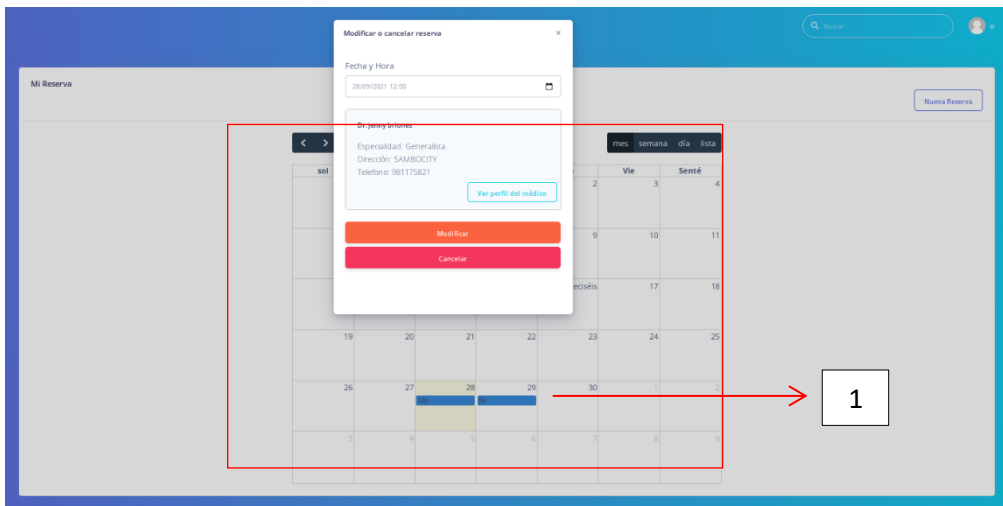 Modificar o cancelar reserva
×
Buscar
Fecha y Hora
28/09/2021 12:00
Mi Reserva
Nueva Reserva
Dr. Jenny briones
Especialidad: Generalista
Dirección: SAMBOCITY
Telefono: 981175821
Ver perfil del médico
Modificar
Cancelar
mes semana día lista
sol Vie Senté
2 3 4
9 10 11
eciséis 17 18
19 20 21 22 23 24 25
26 27 28 29 30 1 2
12p
3 4 5 6 7 8 9
1